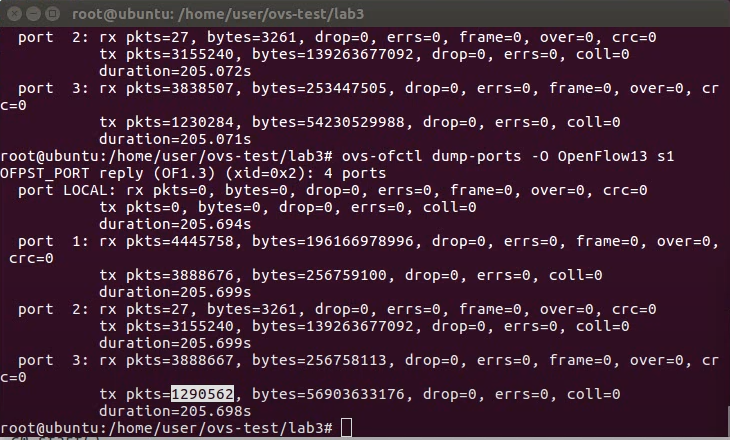 root@ubuntu: /home/user/ovs-test/lab3
port 2: rx pkts=27, bytes=3261, drop=0, errs=0, frame=0, over=0, crc=0
tx pkts=3155240, bytes=139263677092, drop=0, errs=0, coll=0
duration=205.072s
port 3: rx pkts=3838507, bytes=253447505, drop=0, errs=0, frame=0, over=0, cr
c=0
tx pkts=1230284, bytes=54230529988, drop=0, errs=0, coll=0
duration=205.071s
root@ubuntu:/home/user/ovs-test/lab3# ovs-ofctl dump-ports -O OpenFlow13 s1
OFPST_PORT reply (OF1.3) (xid=0x2): 4 ports
port LOCAL: rx pkts=0, bytes=0, drop=0, errs=0, frame=0, over=0, crc=0
tx pkts=0, bytes=0, drop=0, errs=0, coll=0
duration=205.694s
port 1: rx pkts=4445758, bytes=196166978996, drop=0, errs=0, frame=0, over=0,
crc=0
tx pkts=3888676, bytes=256759100, drop=0, errs=0, coll=0
duration=205.699s
port 2: rx pkts=27, bytes=3261, drop=0, errs=0, frame=0, over=0, crc=0
tx pkts=3155240, bytes=139263677092, drop=0, errs=0, coll=0
duration=205.699s
port 3: rx pkts=3888667, bytes=256758113, drop=0, errs=0, frame=0, over=0, cr
c=0
tx pkts=1290562, bytes=56903633176, drop=0, errs=0, coll=0
duration=205.698s
root@ubuntu:/home/user/ovs-test/lab3#